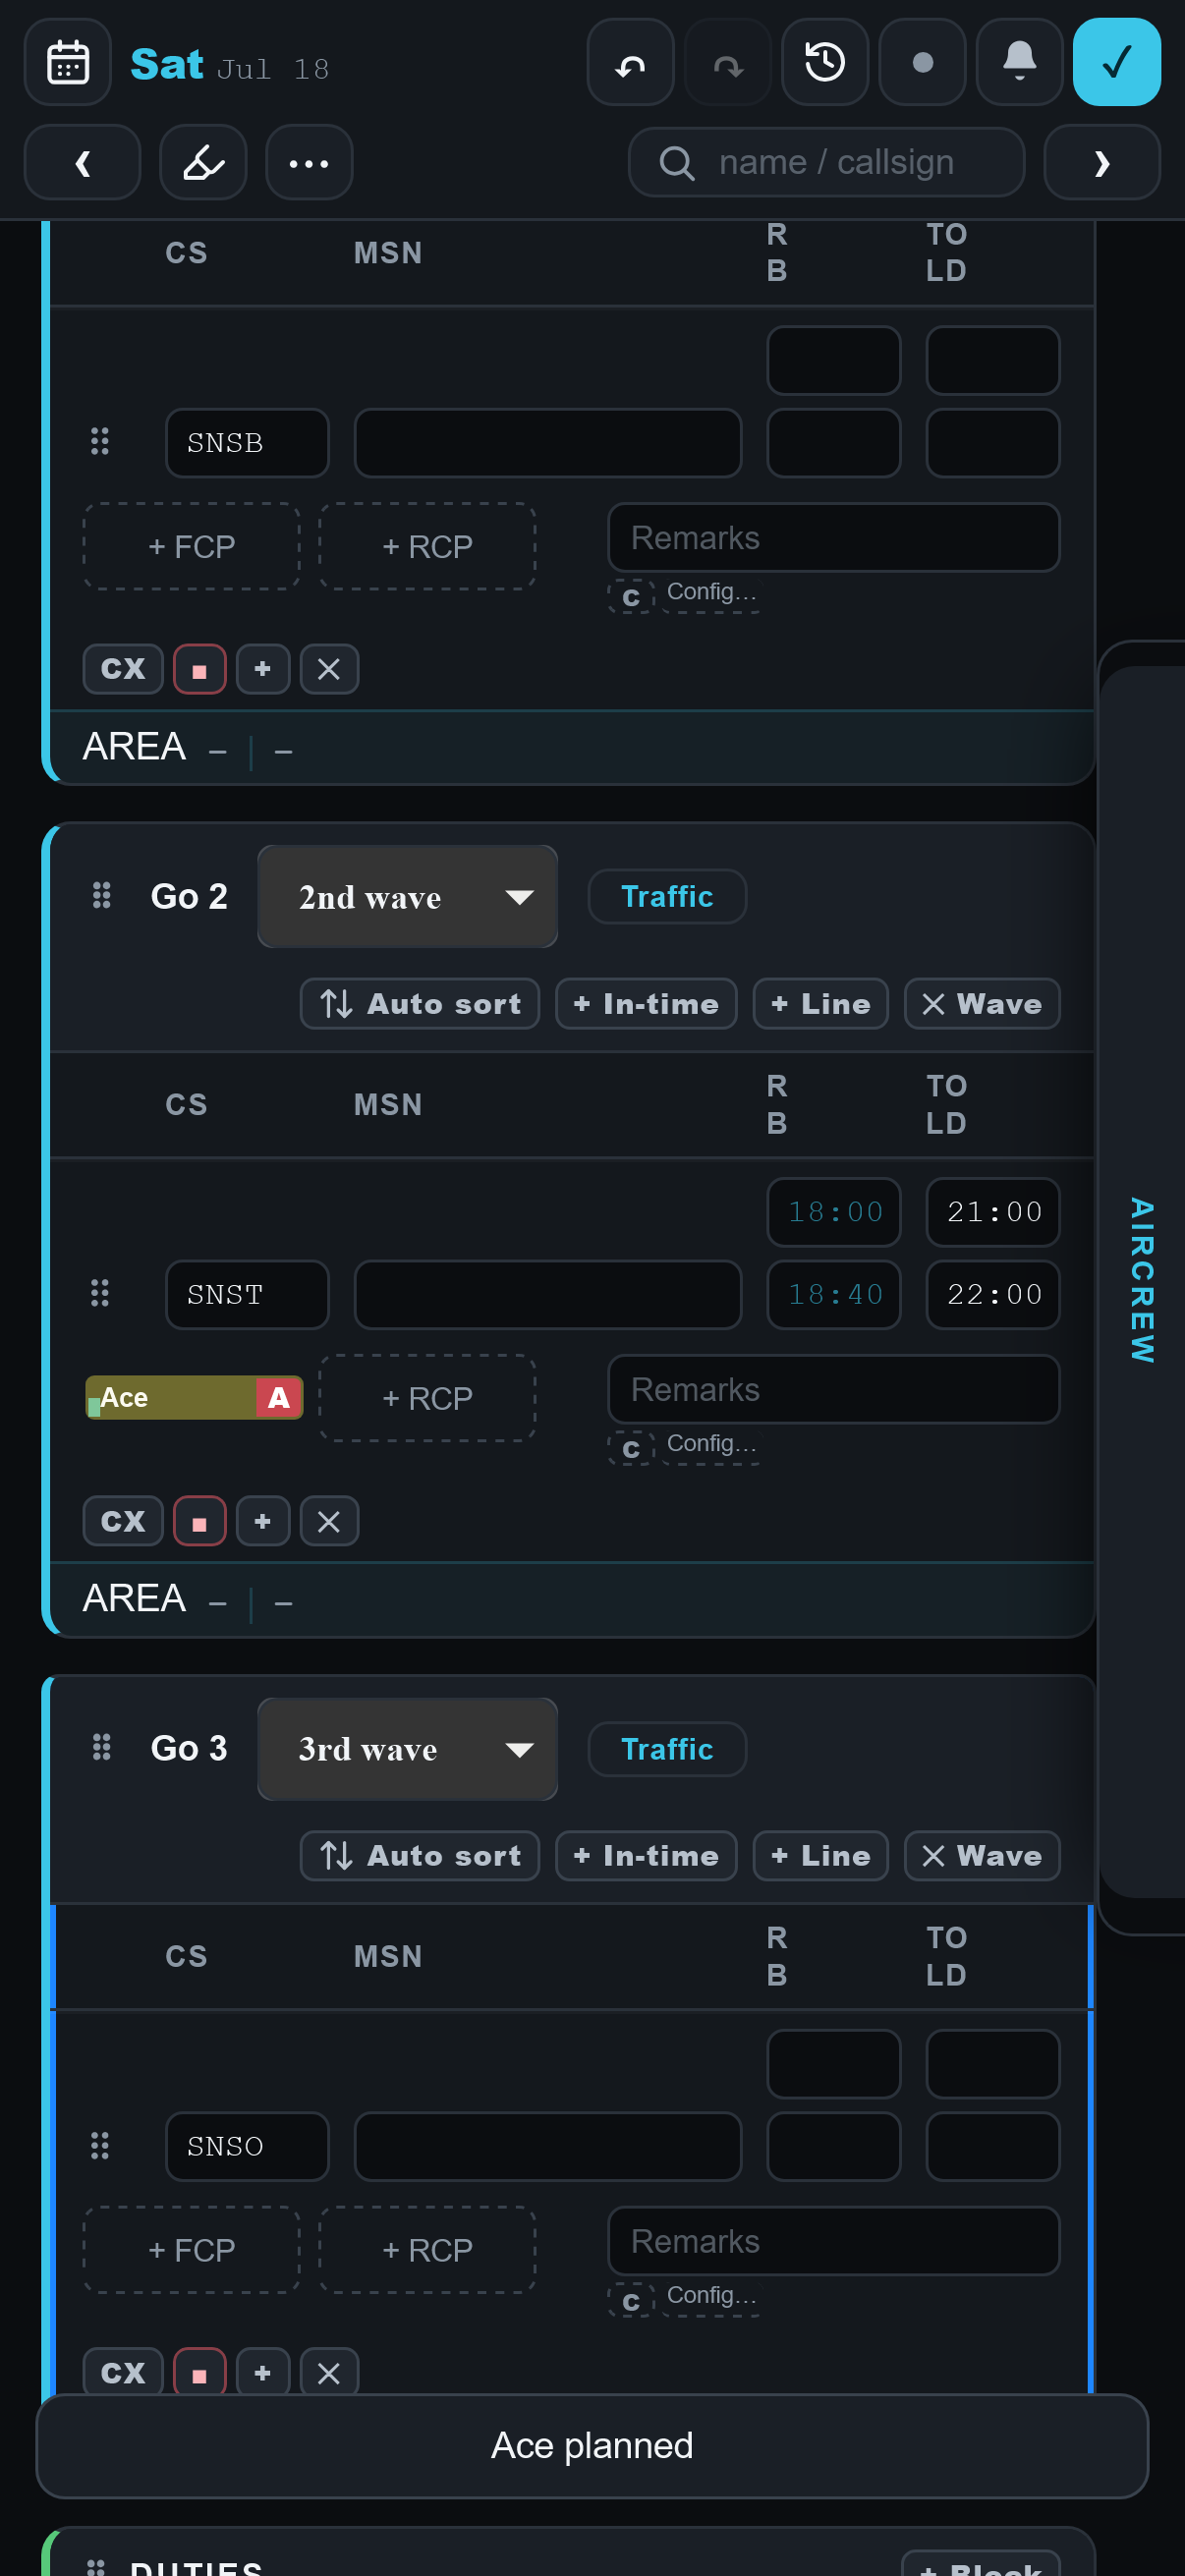 Sat Jul 18
name / callsign
CS MSN R TO
B LD
SNSB
+ FCP + RCP Remarks
C Config...
CX + ×
AREA – | –
Go 2 2nd wave Traffic
Auto sort + In-time + Line × Wave
CS MSN R TO
B LD
18:00 21:00
SNST 18:40 22:00
Ace A + RCP Remarks
C Config...
CX + ×
AREA – | –
AIRCREW
Go 3 3rd wave Traffic
Auto sort + In-time + Line × Wave
CS MSN R TO
B LD
SNSO
+ FCP + RCP Remarks
C Config...
CX + ×
Ace planned
DUTIES + Block